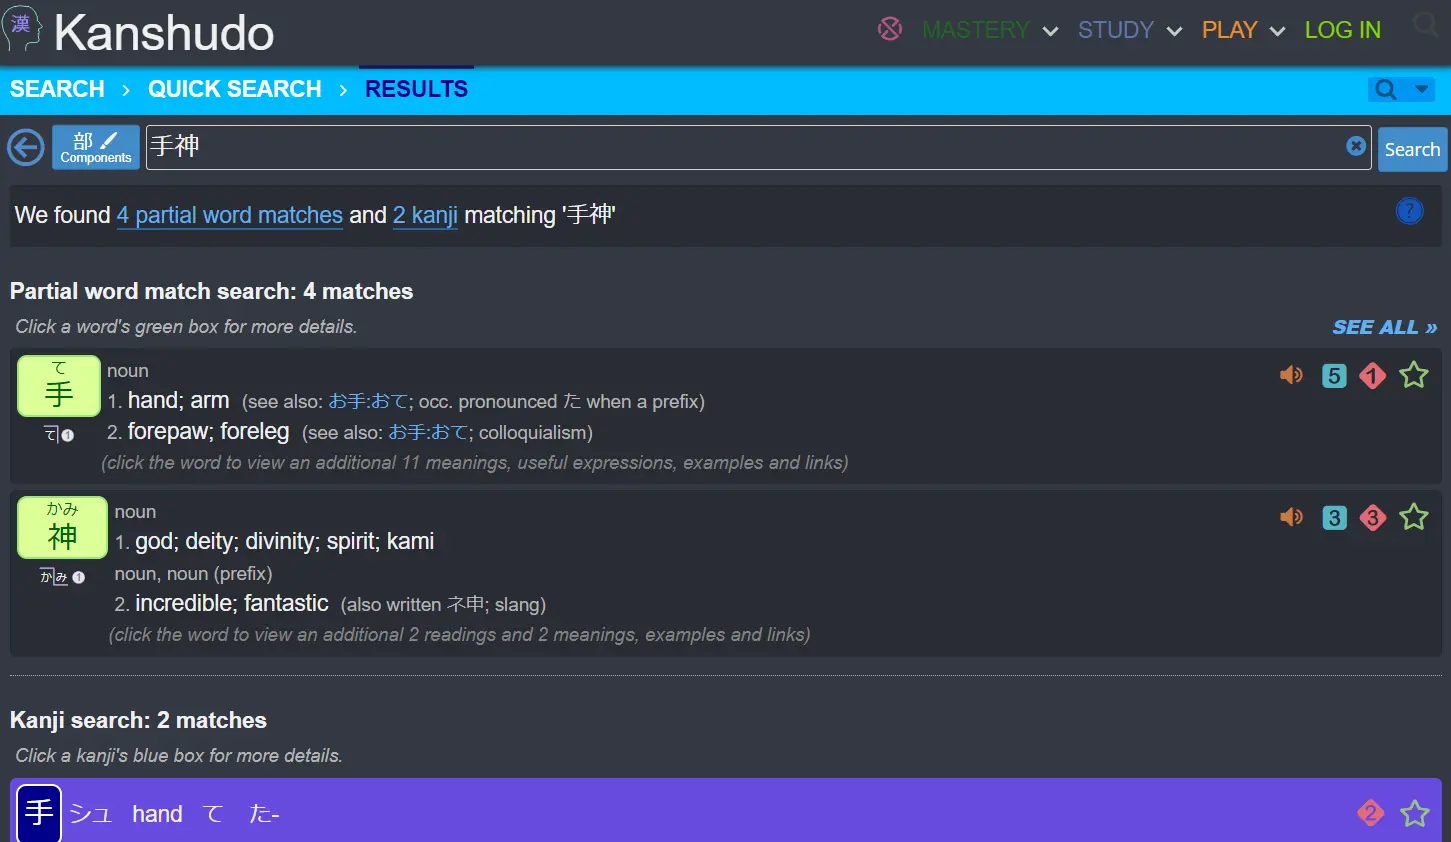 漢 Kanshudo MASTERY STUDY PLAY LOG IN
SEARCH › QUICK SEARCH › RESULTS
部 Components 手神 Search
We found 4 partial word matches and 2 kanji matching '手神' ?
Partial word match search: 4 matches
Click a word's green box for more details. SEE ALL »
て
手
て 1
noun
1. hand; arm (see also: お手:おて; occ. pronounced た when a prefix)
2. forepaw; foreleg (see also: お手:おて; colloquialism)
(click the word to view an additional 11 meanings, useful expressions, examples and links)
5 1
かみ
神
かみ 1
noun
1. god; deity; divinity; spirit; kami
noun, noun (prefix)
2. incredible; fantastic (also written ネ申; slang)
(click the word to view an additional 2 readings and 2 meanings, examples and links)
3 3
Kanji search: 2 matches
Click a kanji's blue box for more details.
手 シュ hand て た- 2